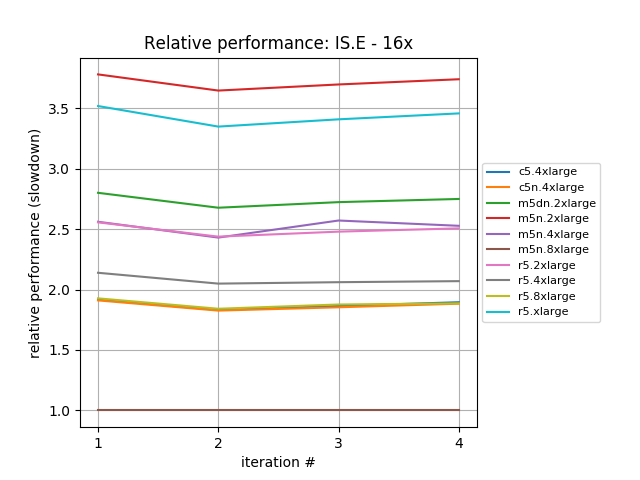 Relative performance: IS.E - 16x
relative performance (slowdown)
3.5
3.0
2.5
2.0
1.5
1.0
1
2
3
4
iteration #
c5.4xlarge
c5n.4xlarge
m5dn.2xlarge
m5n.2xlarge
m5n.4xlarge
m5n.8xlarge
r5.2xlarge
r5.4xlarge
r5.8xlarge
r5.xlarge